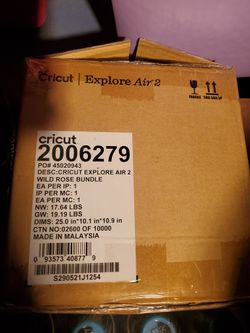 cricut | Explore Air 2
cricut
2006279
PO# 45020943
DESC:CRICUT EXPLORE AIR 2
WILD ROSE BUNDLE
EA PER IP: 1
IP PER MC: 1
EA PER MC: 1
NW: 17.64 LBS
GW: 19.19 LBS
DIMS: 25.0 in*10.1 in*10.9 in
CTN NO:02600 OF 10000
MADE IN MALAYSIA
0 93573 40877 9
S290521J1254